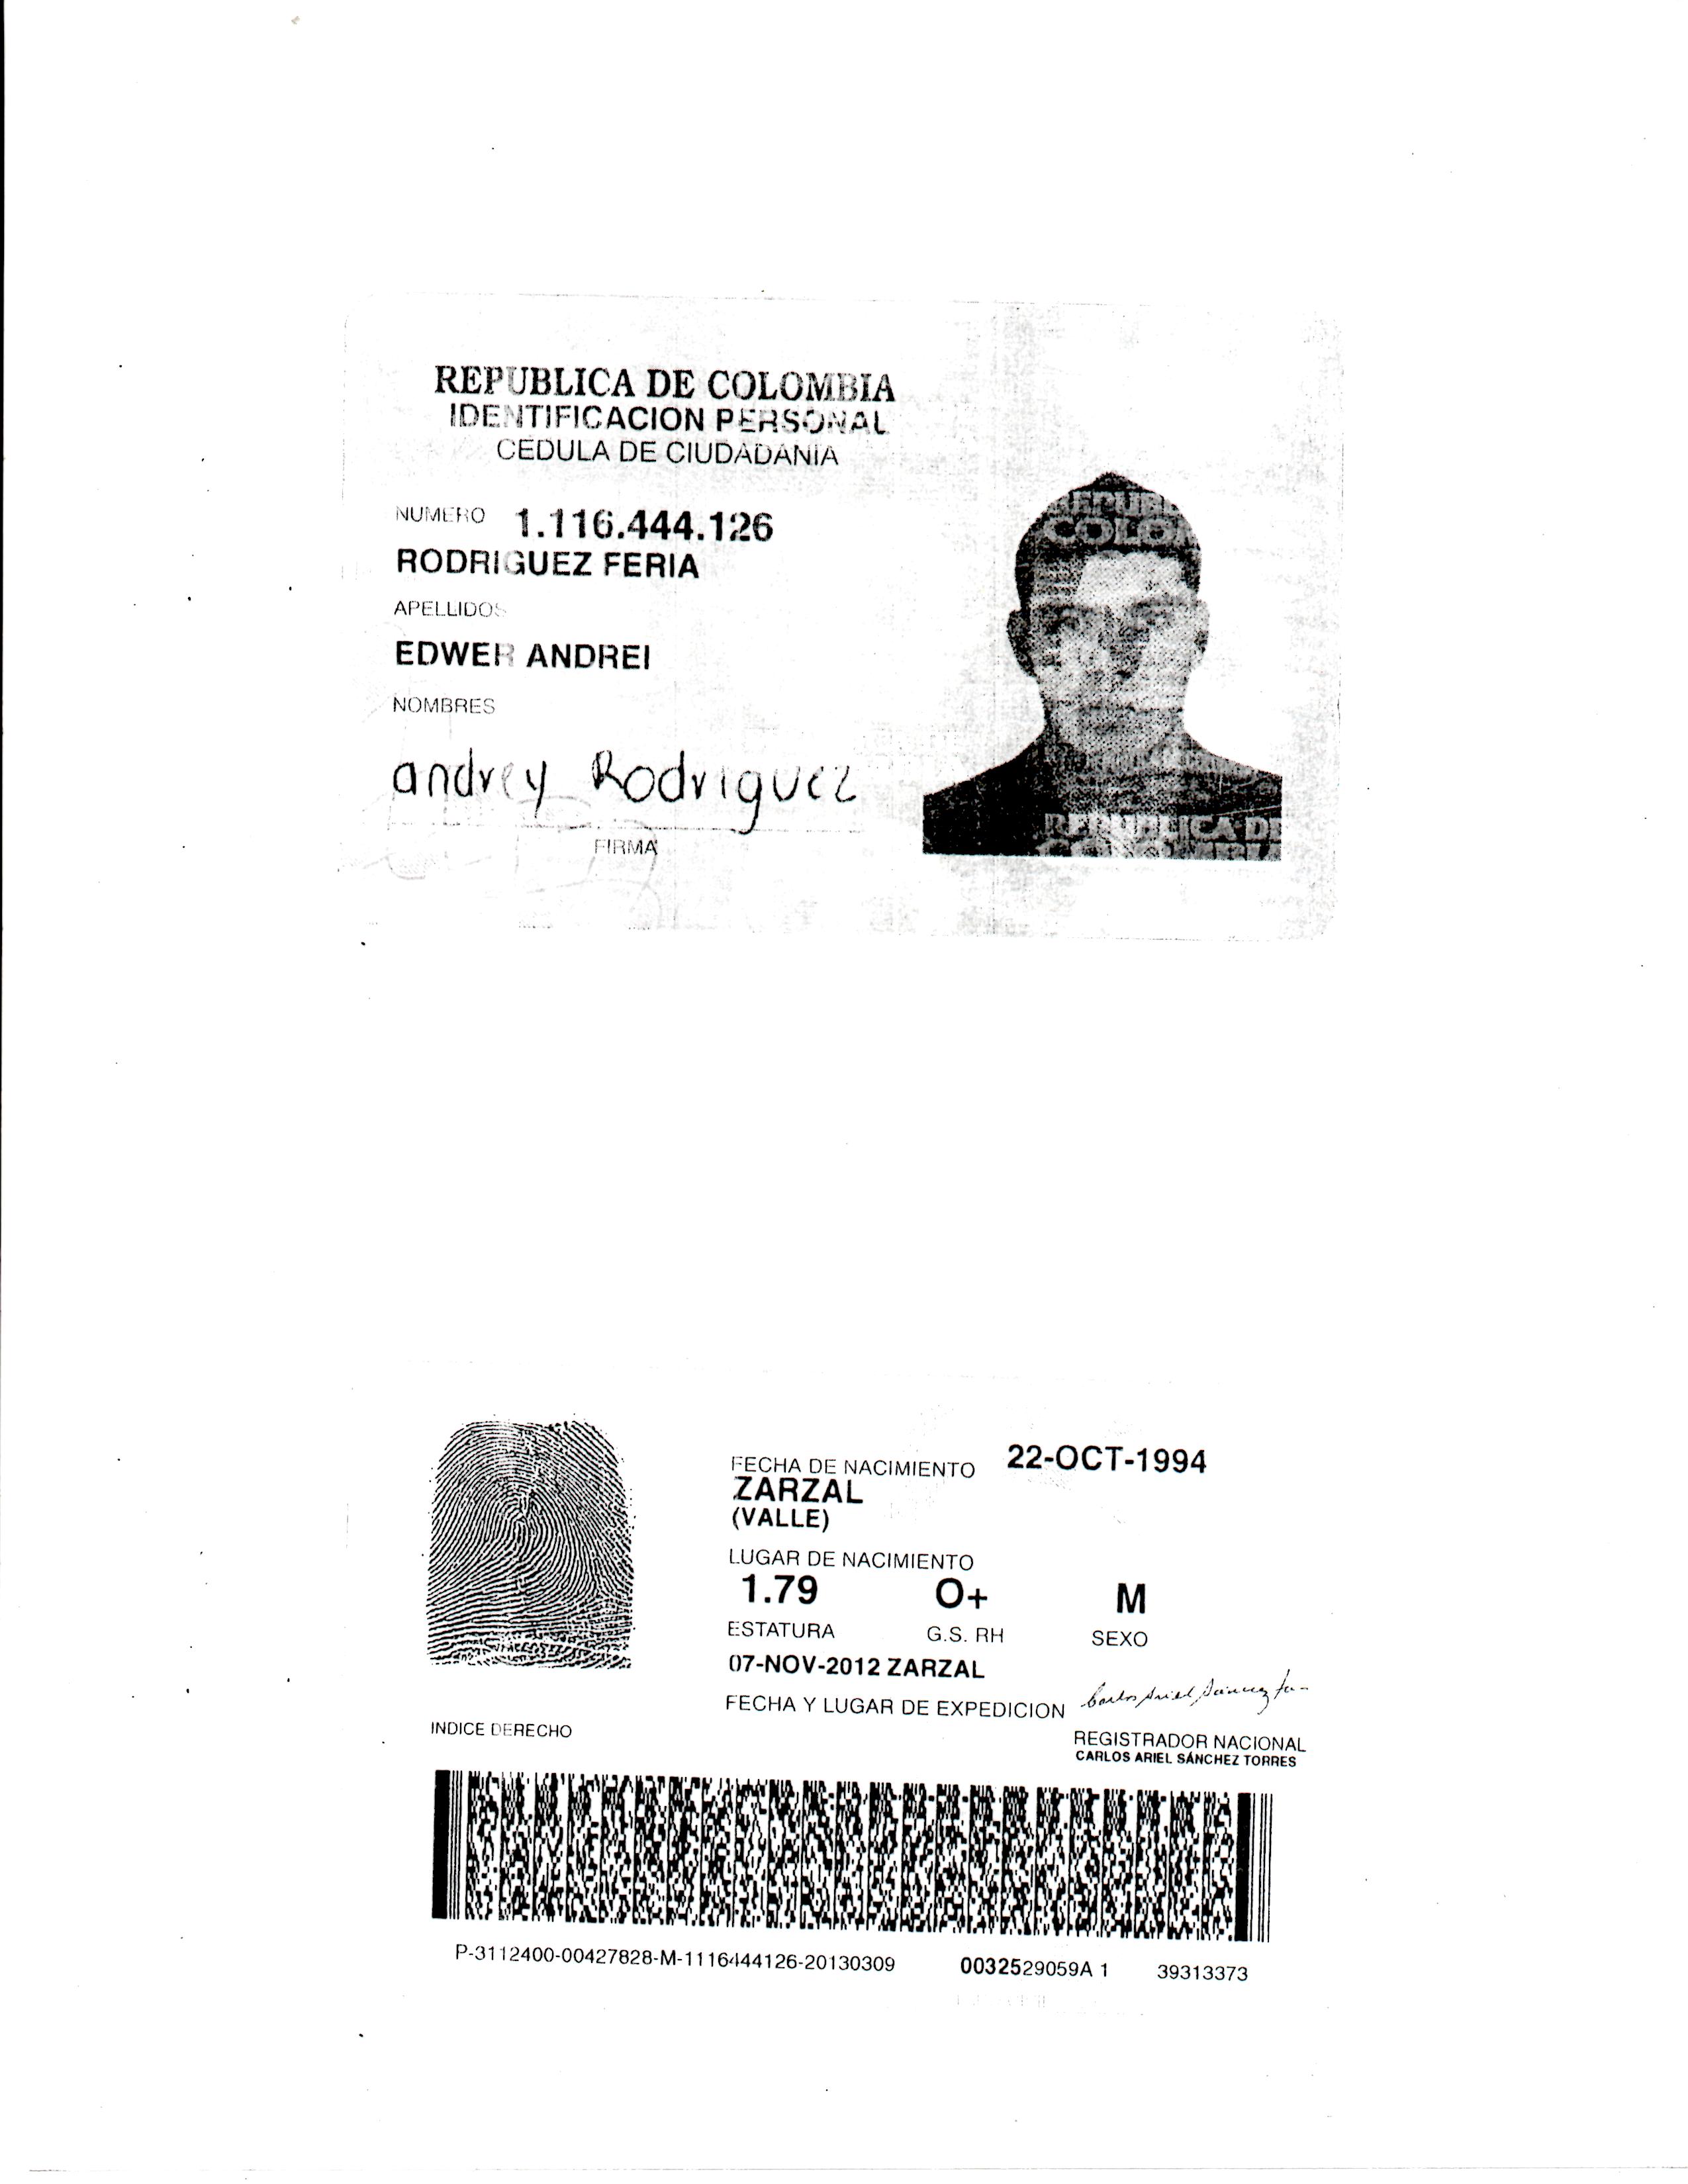 REPUBLICA DE COLOMBIA
IDENTIFICACION PERSONAL
CEDULA DE CIUDADANIA
NUMERO 1.116.444.126
RODRIGUEZ FERIA
APELLIDOS
EDWER ANDREI
NOMBRES
andrey Rodriguez
FIRMA
REPUB
COLO
REPUBLICA DE
FECHA DE NACIMIENTO 22-OCT-1994
ZARZAL
(VALLE)
LUGAR DE NACIMIENTO
1.79 O+ M
ESTATURA G.S. RH SEXO
07-NOV-2012 ZARZAL
FECHA Y LUGAR DE EXPEDICION
INDICE DERECHO
REGISTRADOR NACIONAL
CARLOS ARIEL SÁNCHEZ TORRES
P-3112400-00427828-M-1116444126-20130309 0032529059A 1 39313373